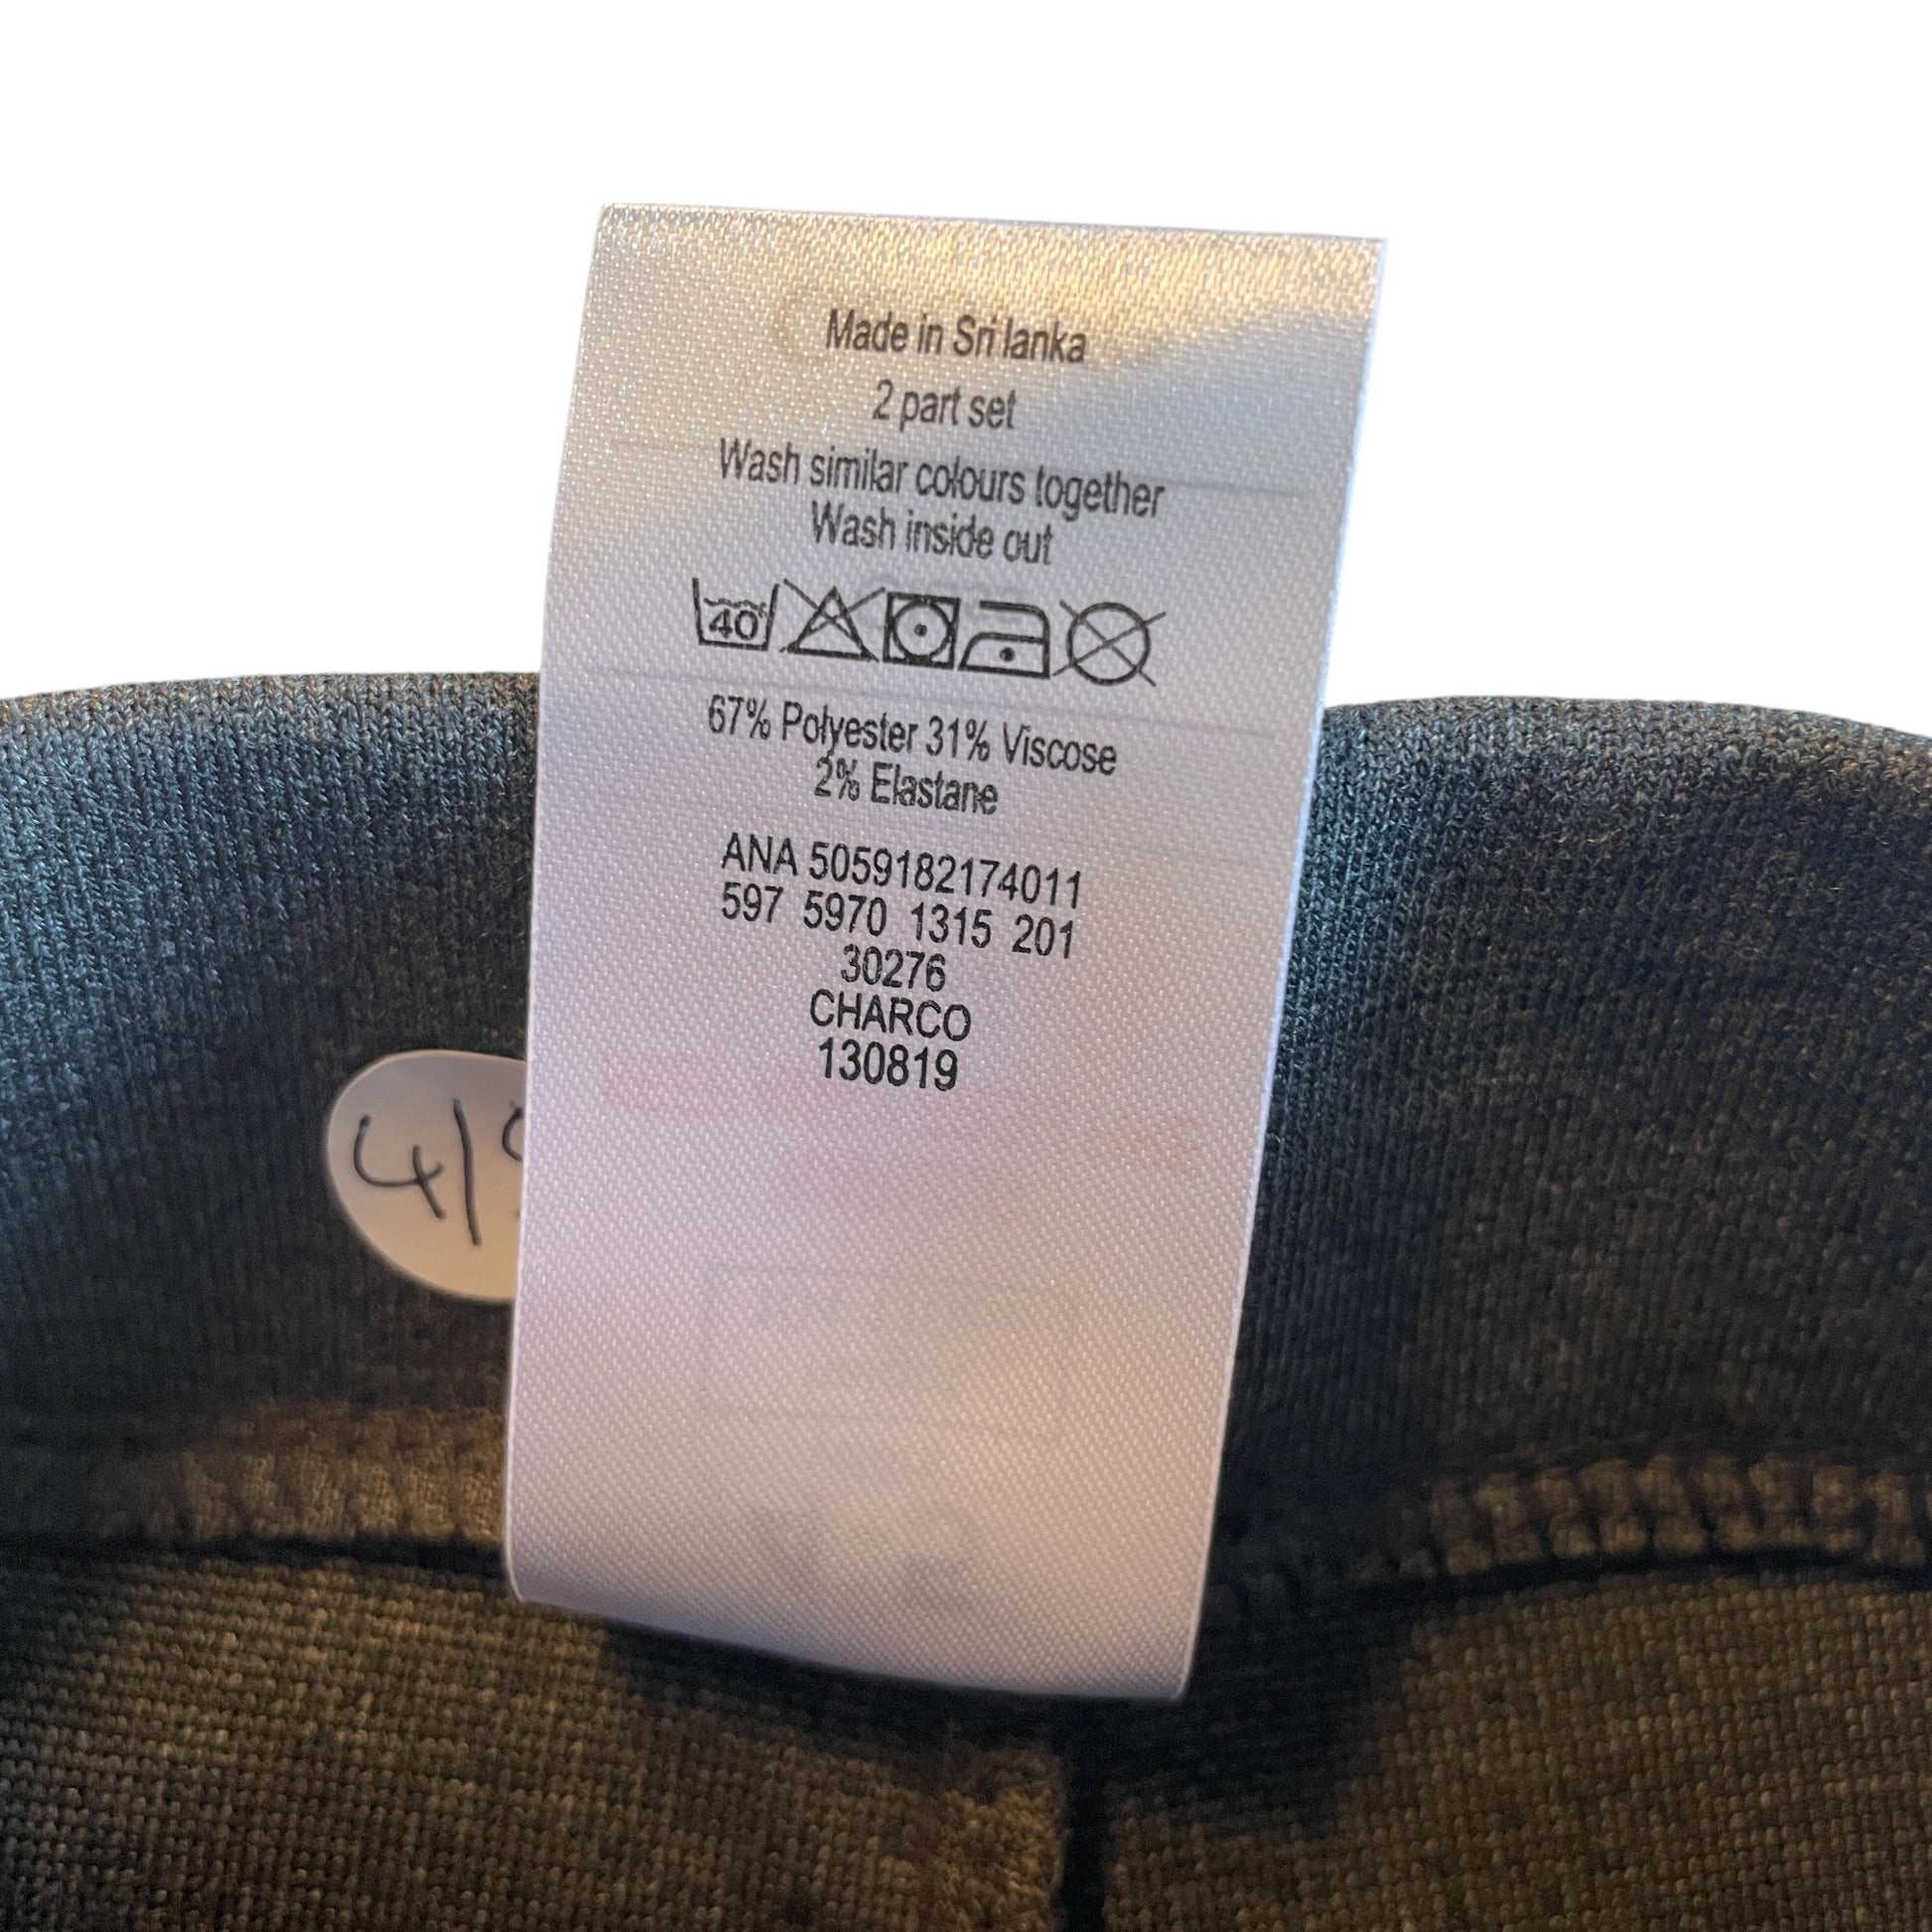 Made in Sri lanka
2 part set
Wash similar colours together
Wash inside out
40
67% Polyester 31% Viscose
2% Elastane
ANA 5059182174011
597 5970 1315 201
30276
CHARCO
130819
4/